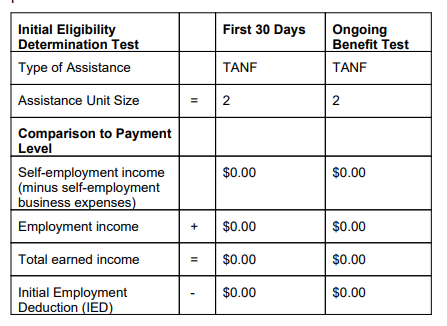 Initial Eligibility First 30 Days Ongoing
Determination Test Benefit Test
Type of Assistance TANF TANF
Assistance Unit Size = 2 2
Comparison to Payment
Level
Self-employment income $0.00 $0.00
(minus self-employment
business expenses)
Employment income + $0.00 $0.00
Total earned income = $0.00 $0.00
Initial Employment - $0.00 $0.00
Deduction (IED)